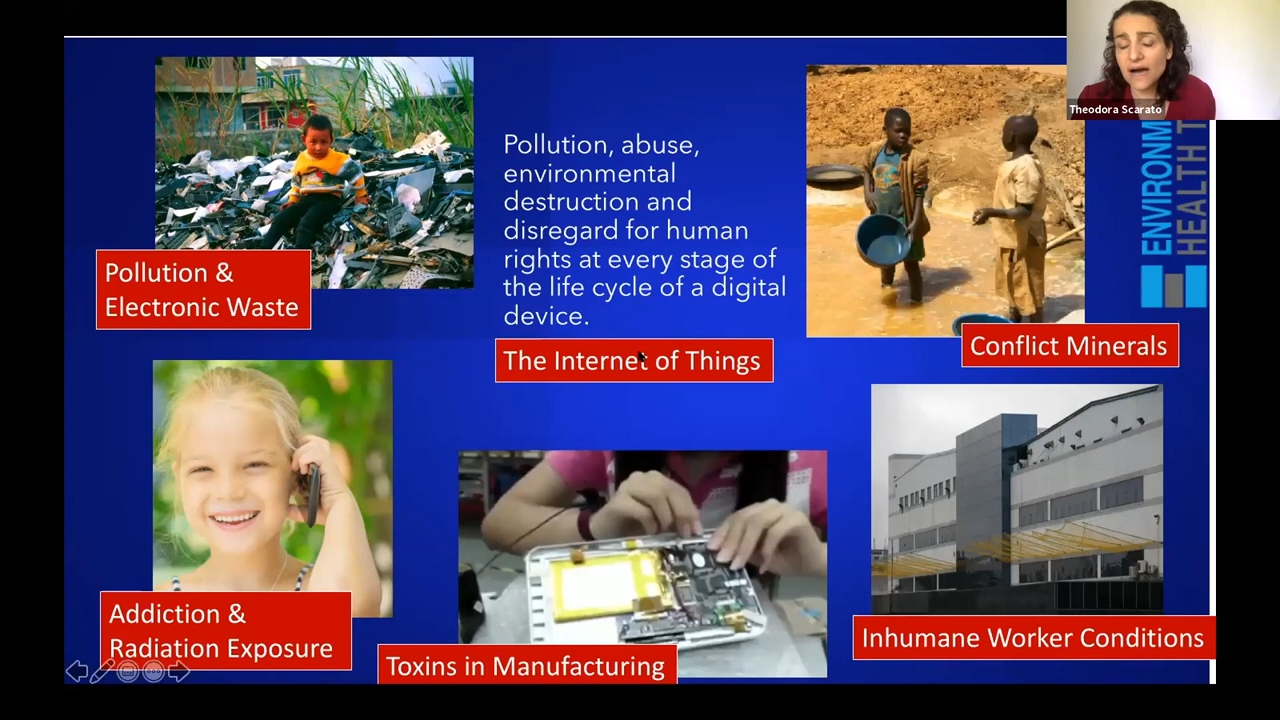 Theodora Scarato
ENVIRONM
HEALTH T
Pollution, abuse,
environmental
destruction and
disregard for human
rights at every stage of
the life cycle of a digital
device.
The Internet of Things
Pollution &
Electronic Waste
Conflict Minerals
Addiction &
Radiation Exposure
Toxins in Manufacturing
Inhumane Worker Conditions